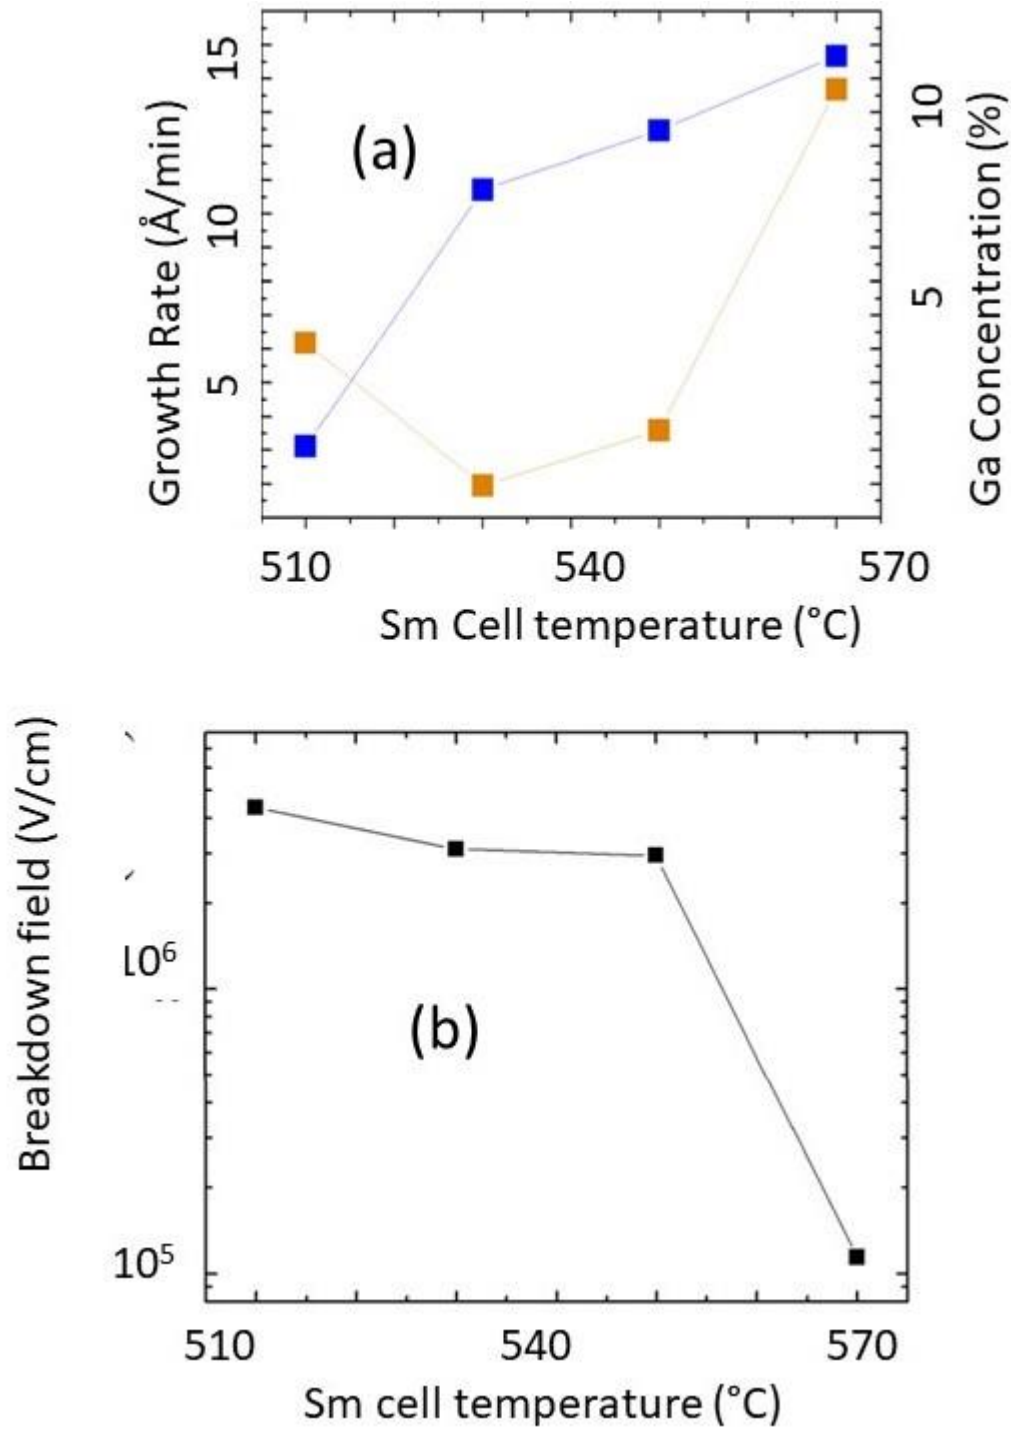 Growth Rate (Å/min)
15
10
5
(a)
10
5
Ga Concentration (%)
510 540 570
Sm Cell temperature (°C)
Breakdown field (V/cm)
10⁶
10⁵
(b)
510 540 570
Sm cell temperature (°C)